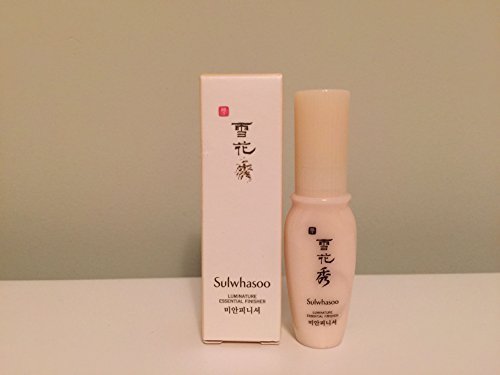 雪
花
秀
Sulwhasoo
LUMINATURE
ESSENTIAL FINISHER
미안피니셔
雪
花
秀
Sulwhasoo
LUMINATURE
ESSENTIAL FINISHER
미안피니셔